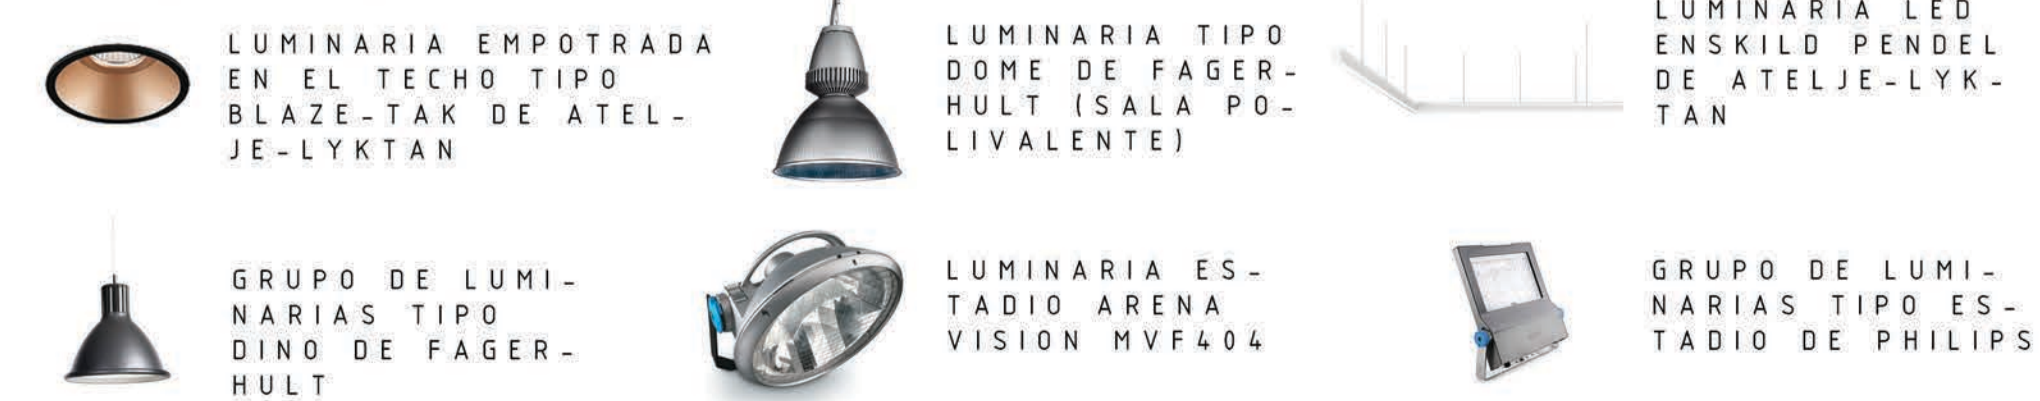 LUMINARIA EMPOTRADA
EN EL TECHO TIPO
BLAZE-TAK DE ATEL-
JE-LYKTAN
LUMINARIA TIPO
DOME DE FAGER-
HULT (SALA PO-
LIVALENTE)
LUMINARIA LED
ENSKILD PENDEL
DE ATELJE-LYK-
TAN
GRUPO DE LUMI-
NARIAS TIPO
DINO DE FAGER-
HULT
LUMINARIA ES-
TADIO ARENA
VISION MVF404
GRUPO DE LUMI-
NARIAS TIPO ES-
TADIO DE PHILIPS